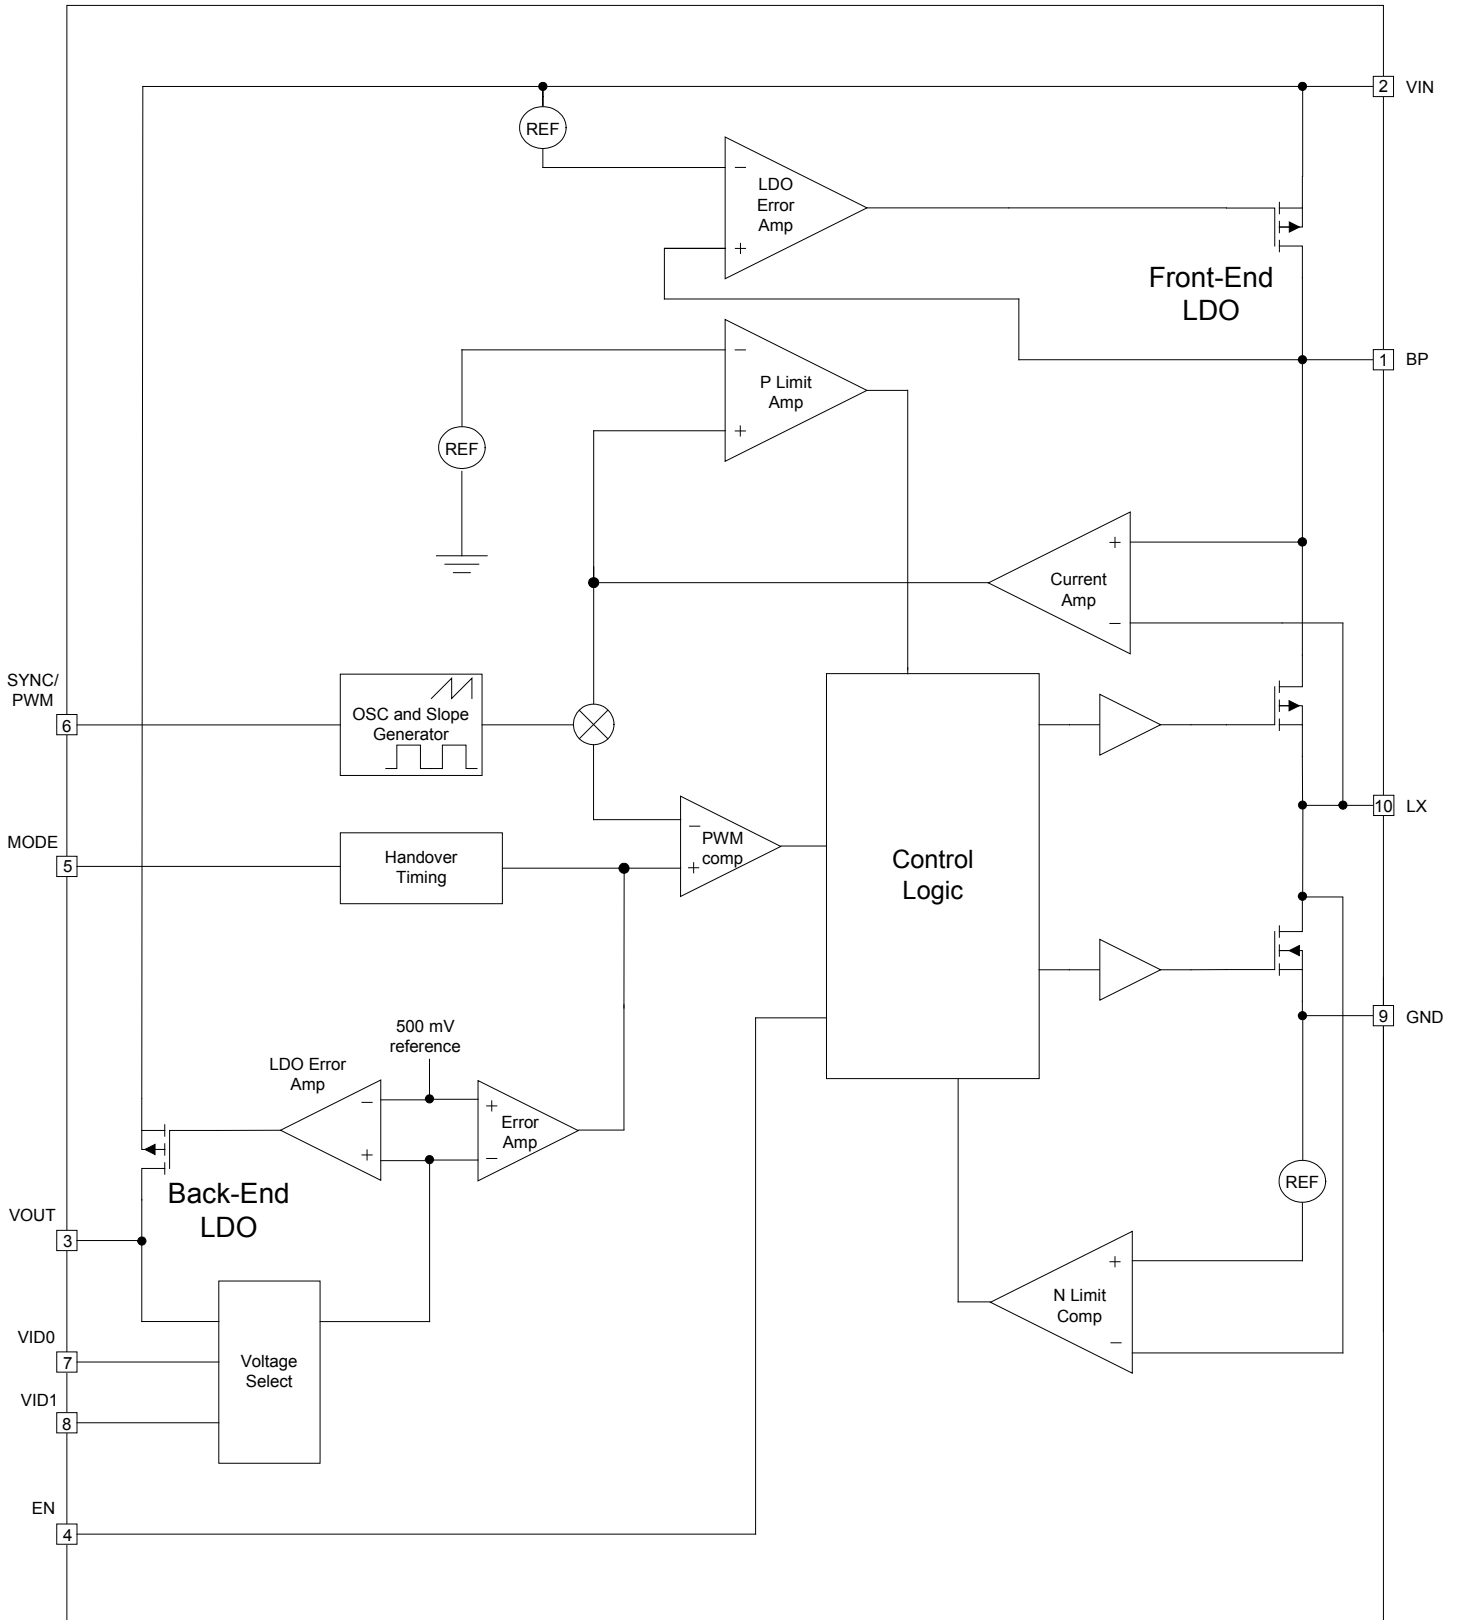 2 VIN
REF
−
LDO
Error
Amp
+
Front-End
LDO
−
P Limit
Amp
+
1 BP
REF
+
Current
Amp
−
SYNC/
PWM
6
OSC and Slope
Generator
10 LX
MODE
5
Handover
Timing
−
PWM
comp
+
Control
Logic
9 GND
500 mV
reference
LDO Error
Amp
−
+
+
Error
Amp
−
REF
Back-End
LDO
VOUT
3
+
N Limit
Comp
−
VID0
7
Voltage
Select
VID1
8
EN
4